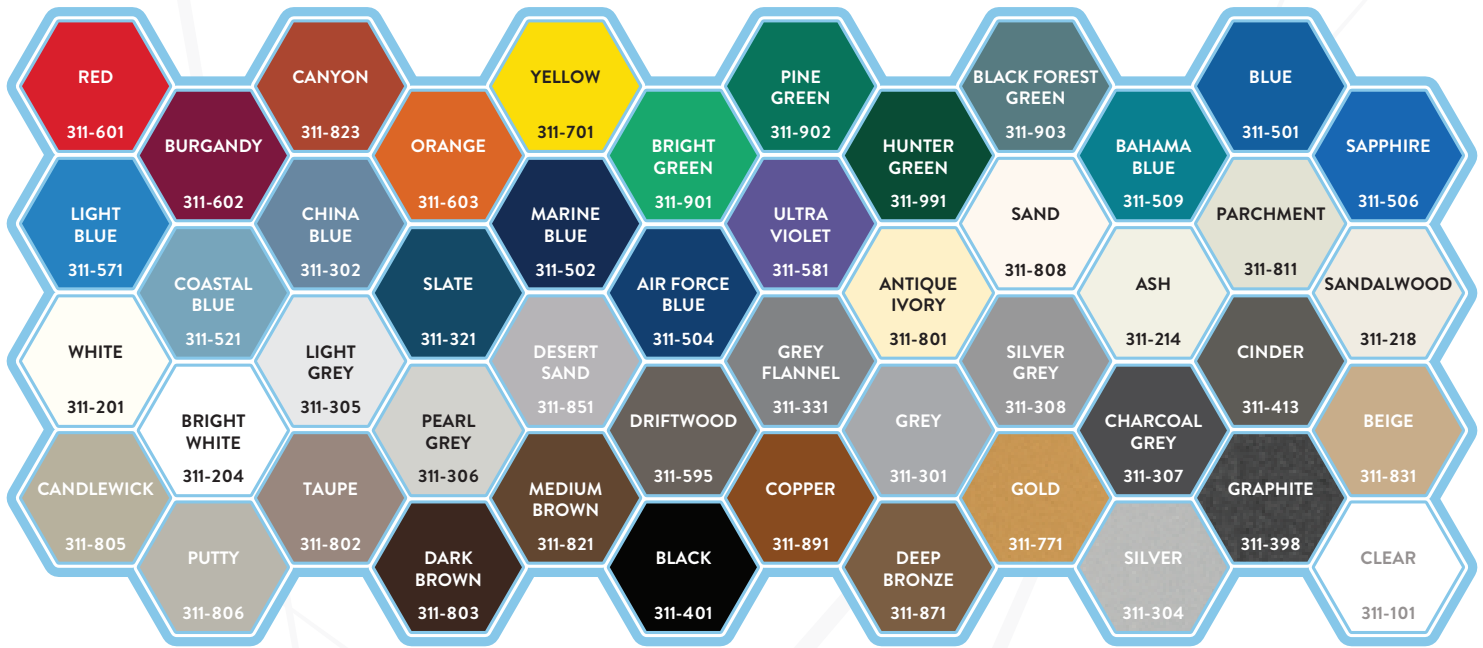 RED
311-601
CANYON
311-823
YELLOW
311-701
PINE
GREEN
311-902
BLACK FOREST
GREEN
311-903
BLUE
311-501
BURGANDY
311-602
ORANGE
311-603
BRIGHT
GREEN
311-901
HUNTER
GREEN
311-991
BAHAMA
BLUE
311-509
SAPPHIRE
311-506
LIGHT
BLUE
311-571
CHINA
BLUE
311-302
MARINE
BLUE
311-502
ULTRA
VIOLET
311-581
SAND
311-808
PARCHMENT
311-811
COASTAL
BLUE
311-521
SLATE
311-321
AIR FORCE
BLUE
311-504
ANTIQUE
IVORY
311-801
ASH
311-214
SANDALWOOD
311-218
WHITE
311-201
LIGHT
GREY
311-305
DESERT
SAND
311-851
GREY
FLANNEL
311-331
SILVER
GREY
311-308
CINDER
311-413
BRIGHT
WHITE
311-204
PEARL
GREY
311-306
DRIFTWOOD
311-595
GREY
311-301
CHARCOAL
GREY
311-307
BEIGE
311-831
CANDLEWICK
311-805
TAUPE
311-802
MEDIUM
BROWN
311-821
COPPER
311-891
GOLD
311-771
GRAPHITE
311-398
PUTTY
311-806
DARK
BROWN
311-803
BLACK
311-401
DEEP
BRONZE
311-871
SILVER
311-304
CLEAR
311-101